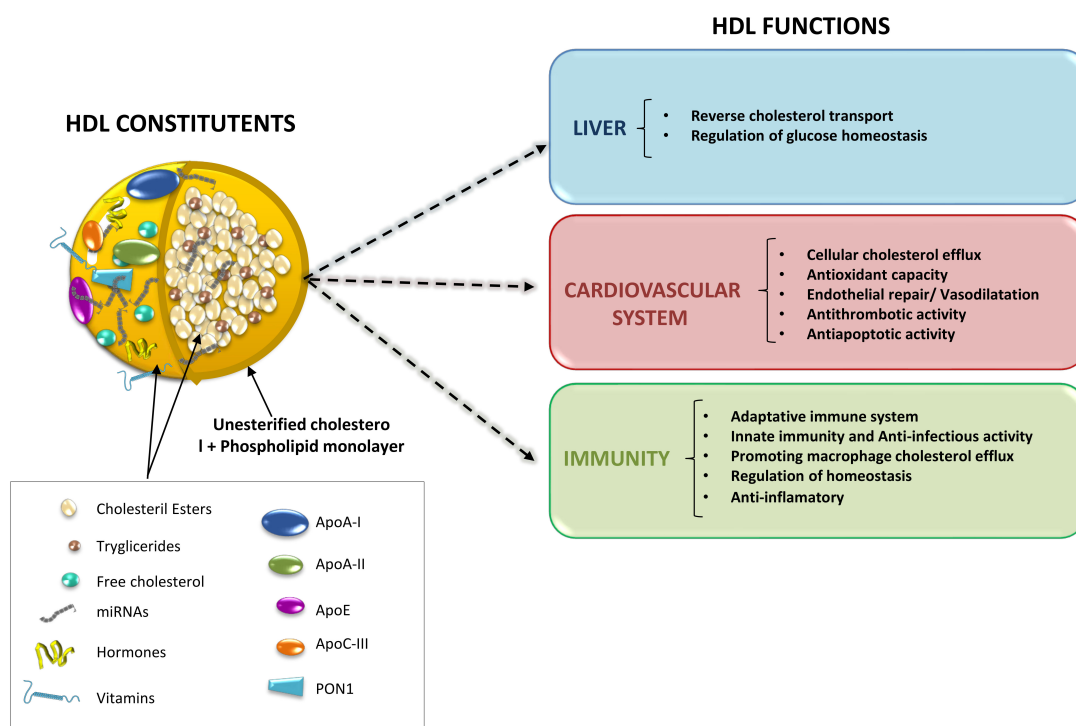 HDL FUNCTIONS
HDL CONSTITUTENTS
LIVER
• Reverse cholesterol transport
• Regulation of glucose homeostasis
CARDIOVASCULAR
SYSTEM
• Cellular cholesterol efflux
• Antioxidant capacity
• Endothelial repair/ Vasodilatation
• Antithrombotic activity
• Antiapoptotic activity
IMMUNITY
• Adaptative immune system
• Innate immunity and Anti-infectious activity
• Promoting macrophage cholesterol efflux
• Regulation of homeostasis
• Anti-inflamatory
Unesterified cholestero
l + Phospholipid monolayer
Cholesteril Esters
Tryglicerides
Free cholesterol
miRNAs
Hormones
Vitamins
ApoA-I
ApoA-II
ApoE
ApoC-III
PON1